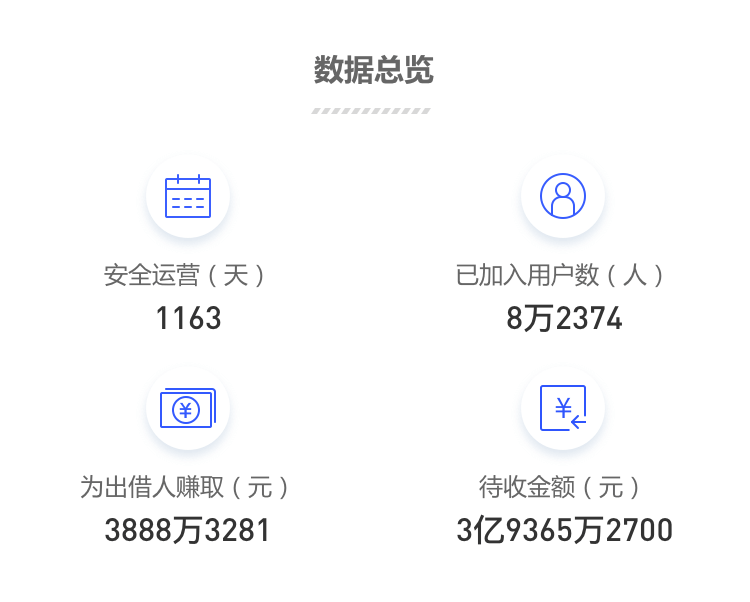 数据总览
安全运营（天）
1163
已加入用户数（人）
8万2374
为出借人赚取（元）
3888万3281
待收金额（元）
3亿9365万2700